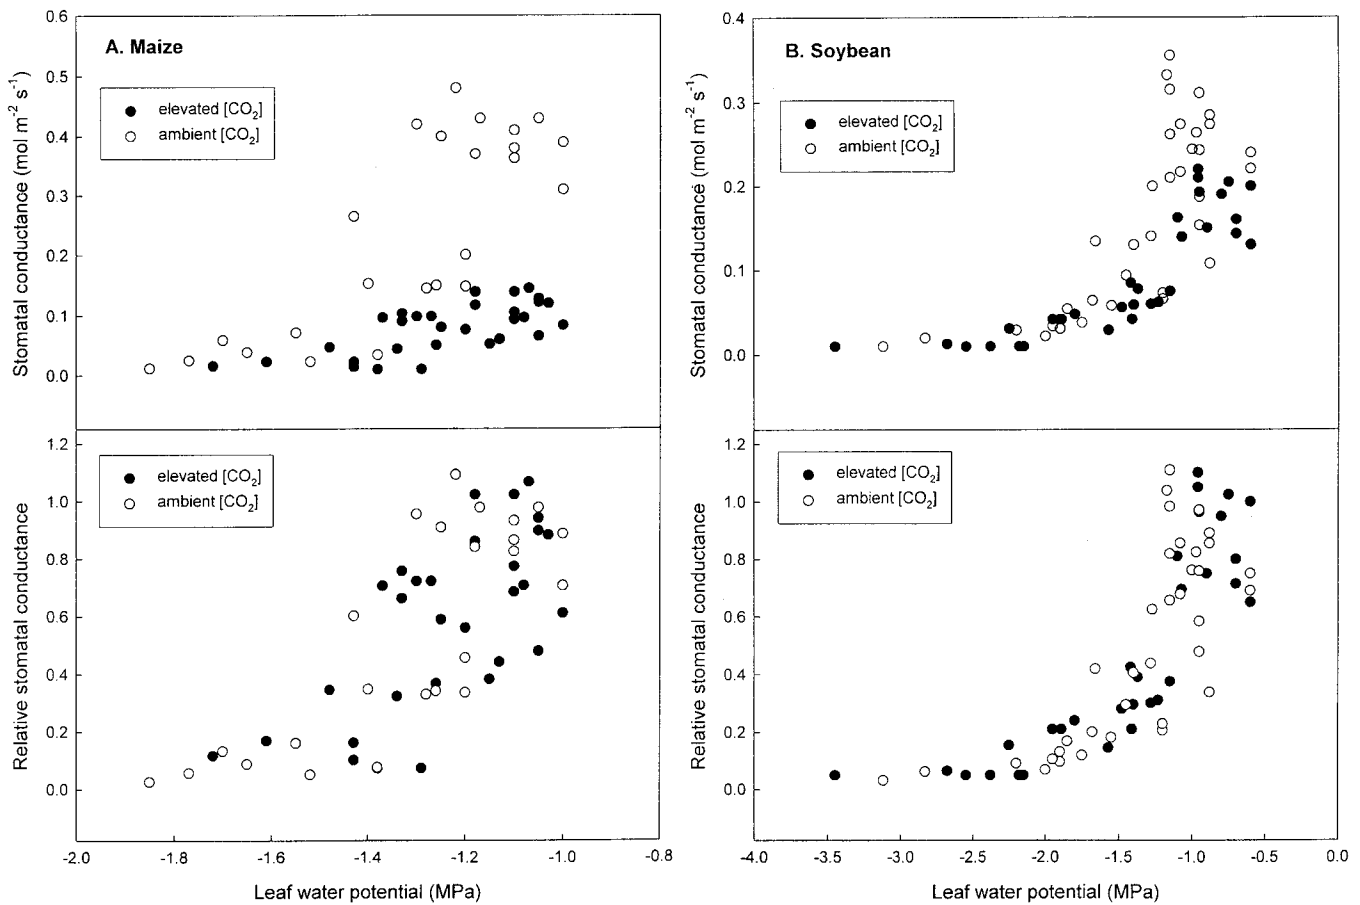 A. Maize
elevated [CO2]
ambient [CO2]
Stomatal conductance (mol m-2 s-1)
0.6
0.5
0.4
0.3
0.2
0.1
0.0
B. Soybean
elevated [CO2]
ambient [CO2]
Stomatal conductance (mol m-2 s-1)
0.4
0.3
0.2
0.1
0.0
elevated [CO2]
ambient [CO2]
Relative stomatal conductance
1.2
1.0
0.8
0.6
0.4
0.2
0.0
-2.0 -1.8 -1.6 -1.4 -1.2 -1.0 -0.8
Leaf water potential (MPa)
elevated [CO2]
ambient [CO2]
Relative stomatal conductance
1.2
1.0
0.8
0.6
0.4
0.2
0.0
-4.0 -3.5 -3.0 -2.5 -2.0 -1.5 -1.0 -0.5 0.0
Leaf water potential (MPa)